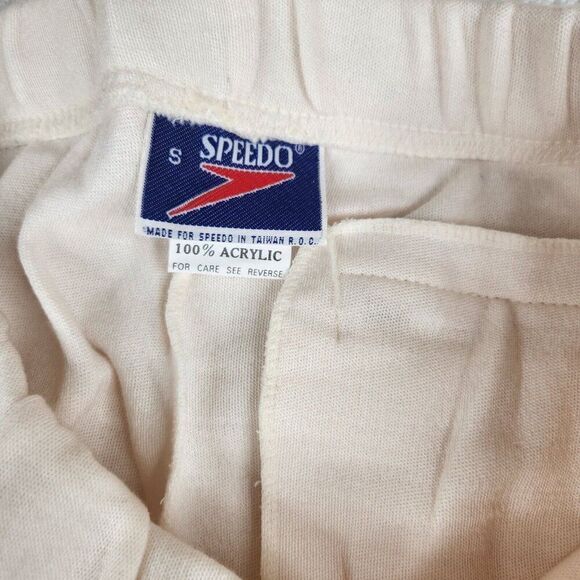 S SPEEDO®
MADE FOR SPEEDO IN TAIWAN R.O.C.
100% ACRYLIC
FOR CARE SEE REVERSE